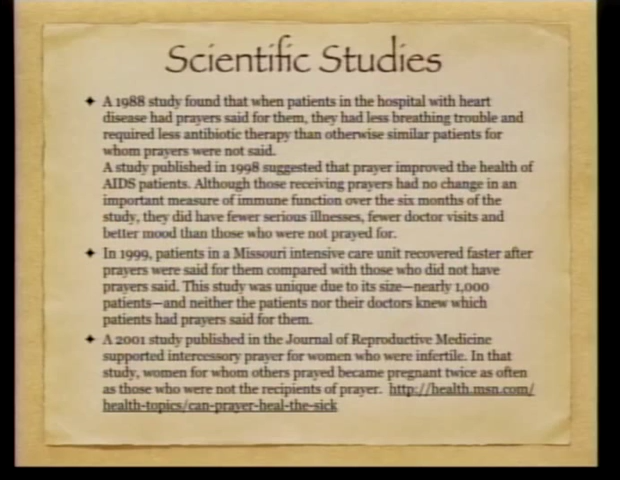 Scientific Studies
✦ A 1988 study found that when patients in the hospital with heart
disease had prayers said for them, they had less breathing trouble and
required less antibiotic therapy than otherwise similar patients for
whom prayers were not said.
A study published in 1998 suggested that prayer improved the health of
AIDS patients. Although those receiving prayers had no change in an
important measure of immune function over the six months of the
study, they did have fewer serious illnesses, fewer doctor visits and
better mood than those who were not prayed for.
✦ In 1999, patients in a Missouri intensive care unit recovered faster after
prayers were said for them compared with those who did not have
prayers said. This study was unique due to its size—nearly 1,000
patients—and neither the patients nor their doctors knew which
patients had prayers said for them.
✦ A 2001 study published in the Journal of Reproductive Medicine
supported intercessory prayer for women who were infertile. In that
study, women for whom others prayed became pregnant twice as often
as those who were not the recipients of prayer. http://health.msn.com/
health-topics/can-prayer-heal-the-sick